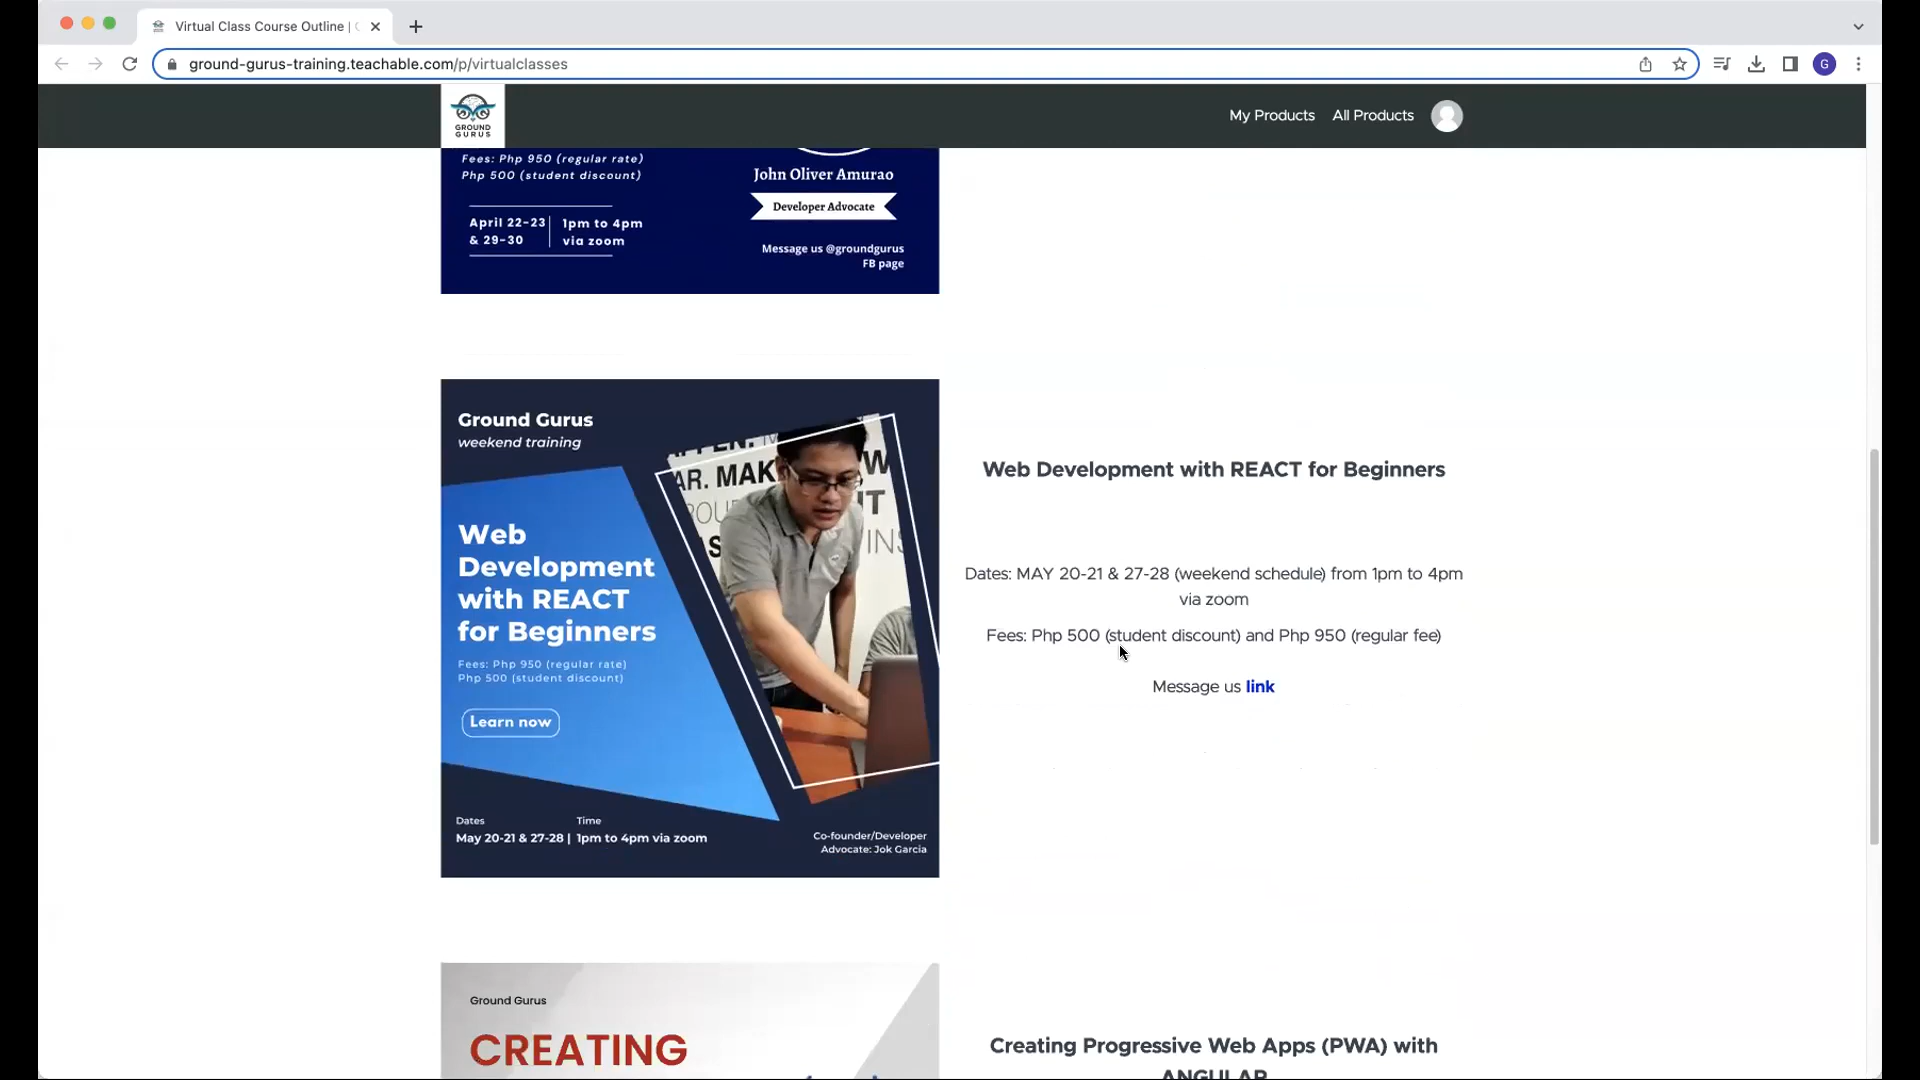 Virtual Class Course Outline |
ground-gurus-training.teachable.com/p/virtualclasses
G
GROUND
GURUS
My Products
All Products
Fees: Php 950 (regular rate)
Php 500 (student discount)
April 22-23
& 29-30
1pm to 4pm
via zoom
John Oliver Amurao
Developer Advocate
Message us @groundgurus
FB page
Ground Gurus
weekend training
Web
Development
with REACT
for Beginners
Fees: Php 950 (regular rate)
Php 500 (student discount)
Learn now
Dates
May 20-21 & 27-28 |
Time
1pm to 4pm via zoom
Co-founder/Developer
Advocate: Jok Garcia
AR. MAK
Web Development with REACT for Beginners
Dates: MAY 20-21 & 27-28 (weekend schedule) from 1pm to 4pm
via zoom
Fees: Php 500 (student discount) and Php 950 (regular fee)
Message us link
Ground Gurus
CREATING
Creating Progressive Web Apps (PWA) with
ANGULAR